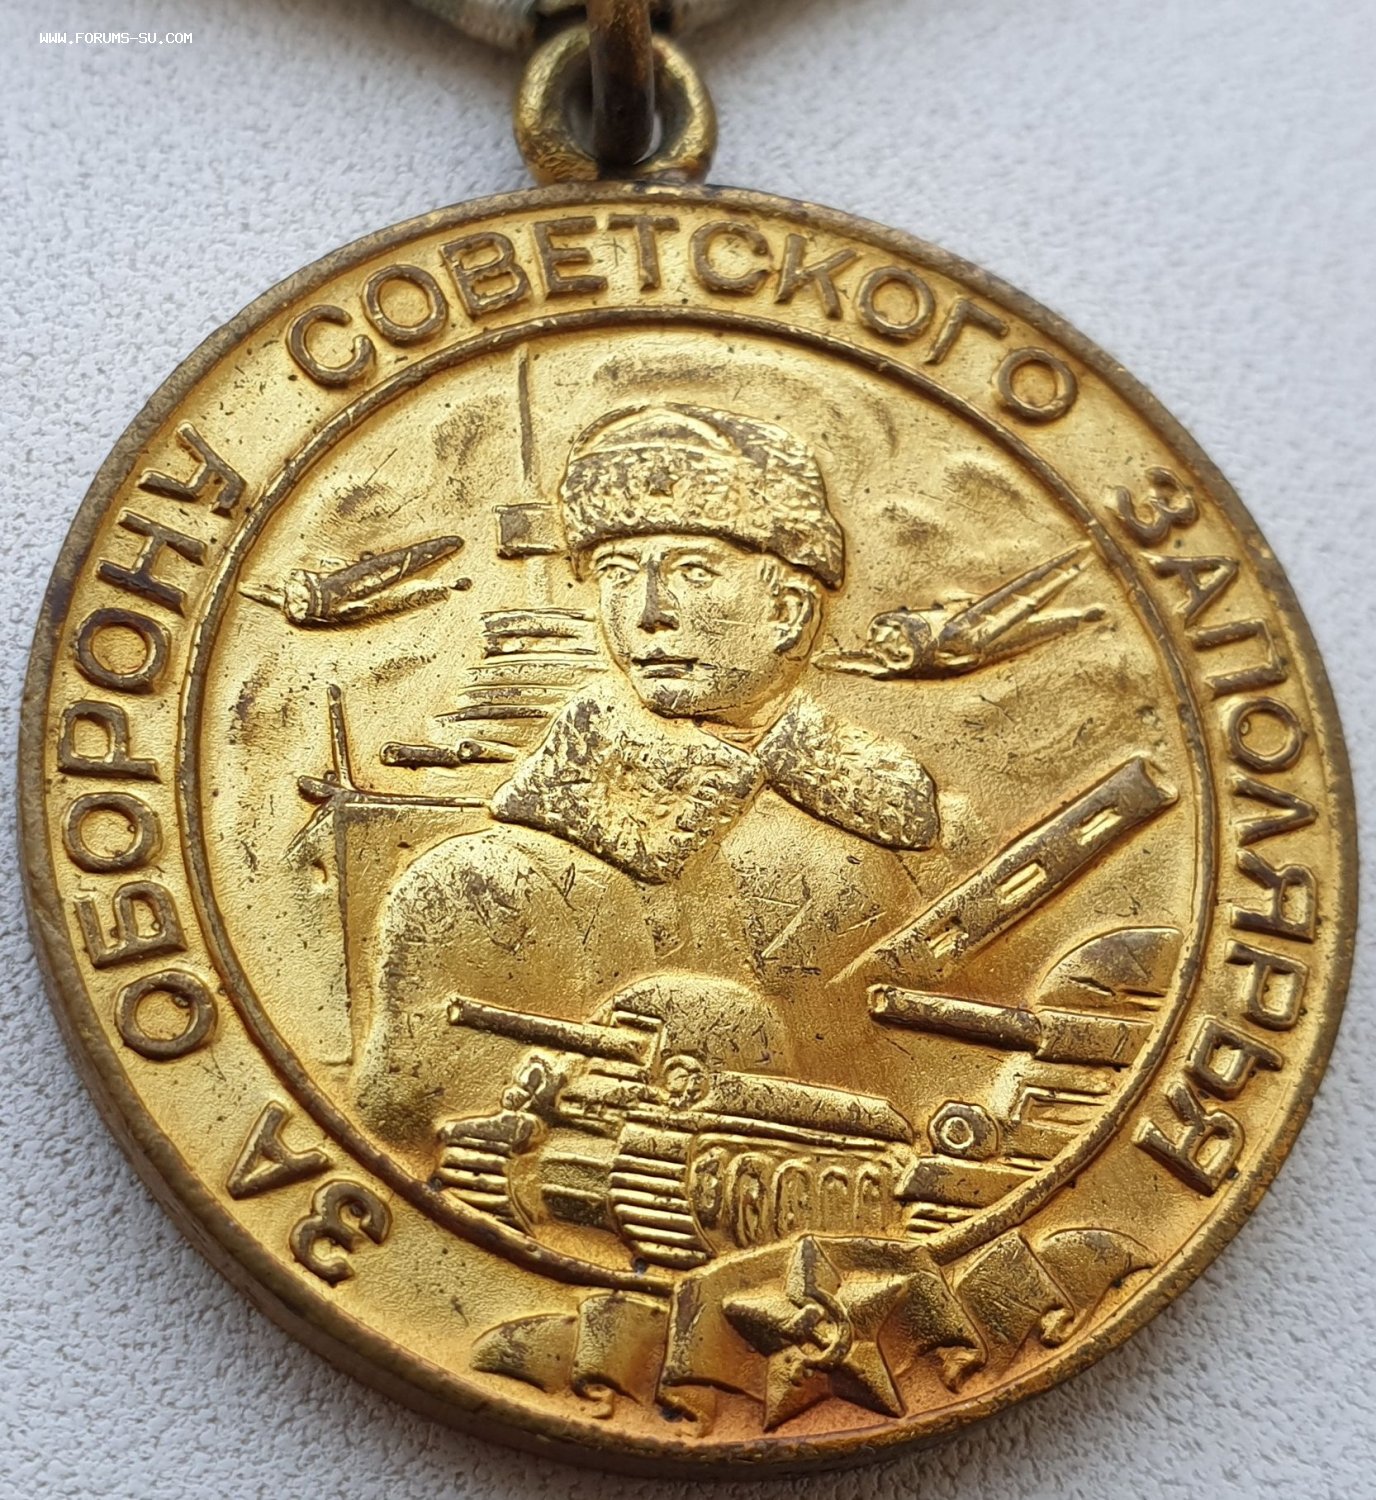 WWW.FORUMS-SU.COM
ЗА ОБОРОНУ СОВЕТСКОГО ЗАПОЛЯРЬЯ